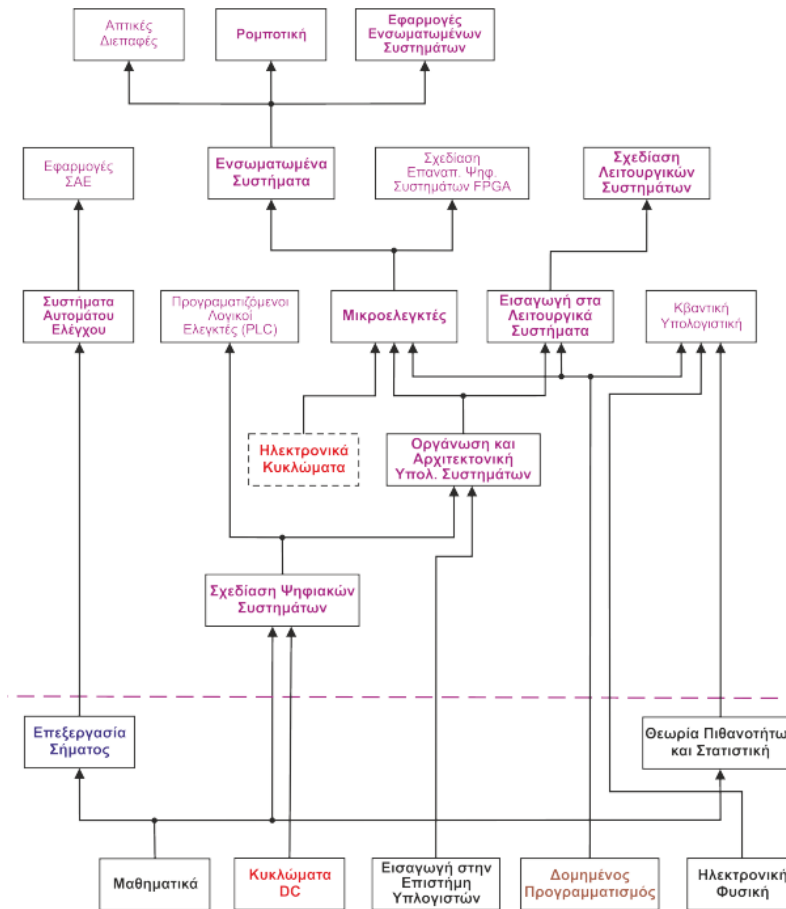 Απτικές
Διεπαφές
Ρομποτική
Εφαρμογές
Ενσωματωμένων
Συστημάτων
Εφαρμογές
ΣΑΕ
Ενσωματωμένα
Συστήματα
Σχεδίαση
Επαναπ. Ψηφ.
Συστημάτων FPGA
Σχεδίαση
Λειτουργικών
Συστημάτων
Συστήματα
Αυτομάτου
Ελέγχου
Προγραματιζόμενοι
Λογικοί
Ελεγκτές (PLC)
Μικροελεγκτές
Εισαγωγή στα
Λειτουργικά
Συστήματα
Κβαντική
Υπολογιστική
Ηλεκτρονικά
Κυκλώματα
Οργάνωση και
Αρχιτεκτονική
Υπολ. Συστημάτων
Σχεδίαση Ψηφιακών
Συστημάτων
Επεξεργασία
Σήματος
Θεωρία Πιθανοτήτω
και Στατιστική
Μαθηματικά
Κυκλώματα
DC
Εισαγωγή στην
Επιστήμη
Υπλογιστών
Δομημένος
Προγραμματισμός
Ηλεκτρονική
Φυσική